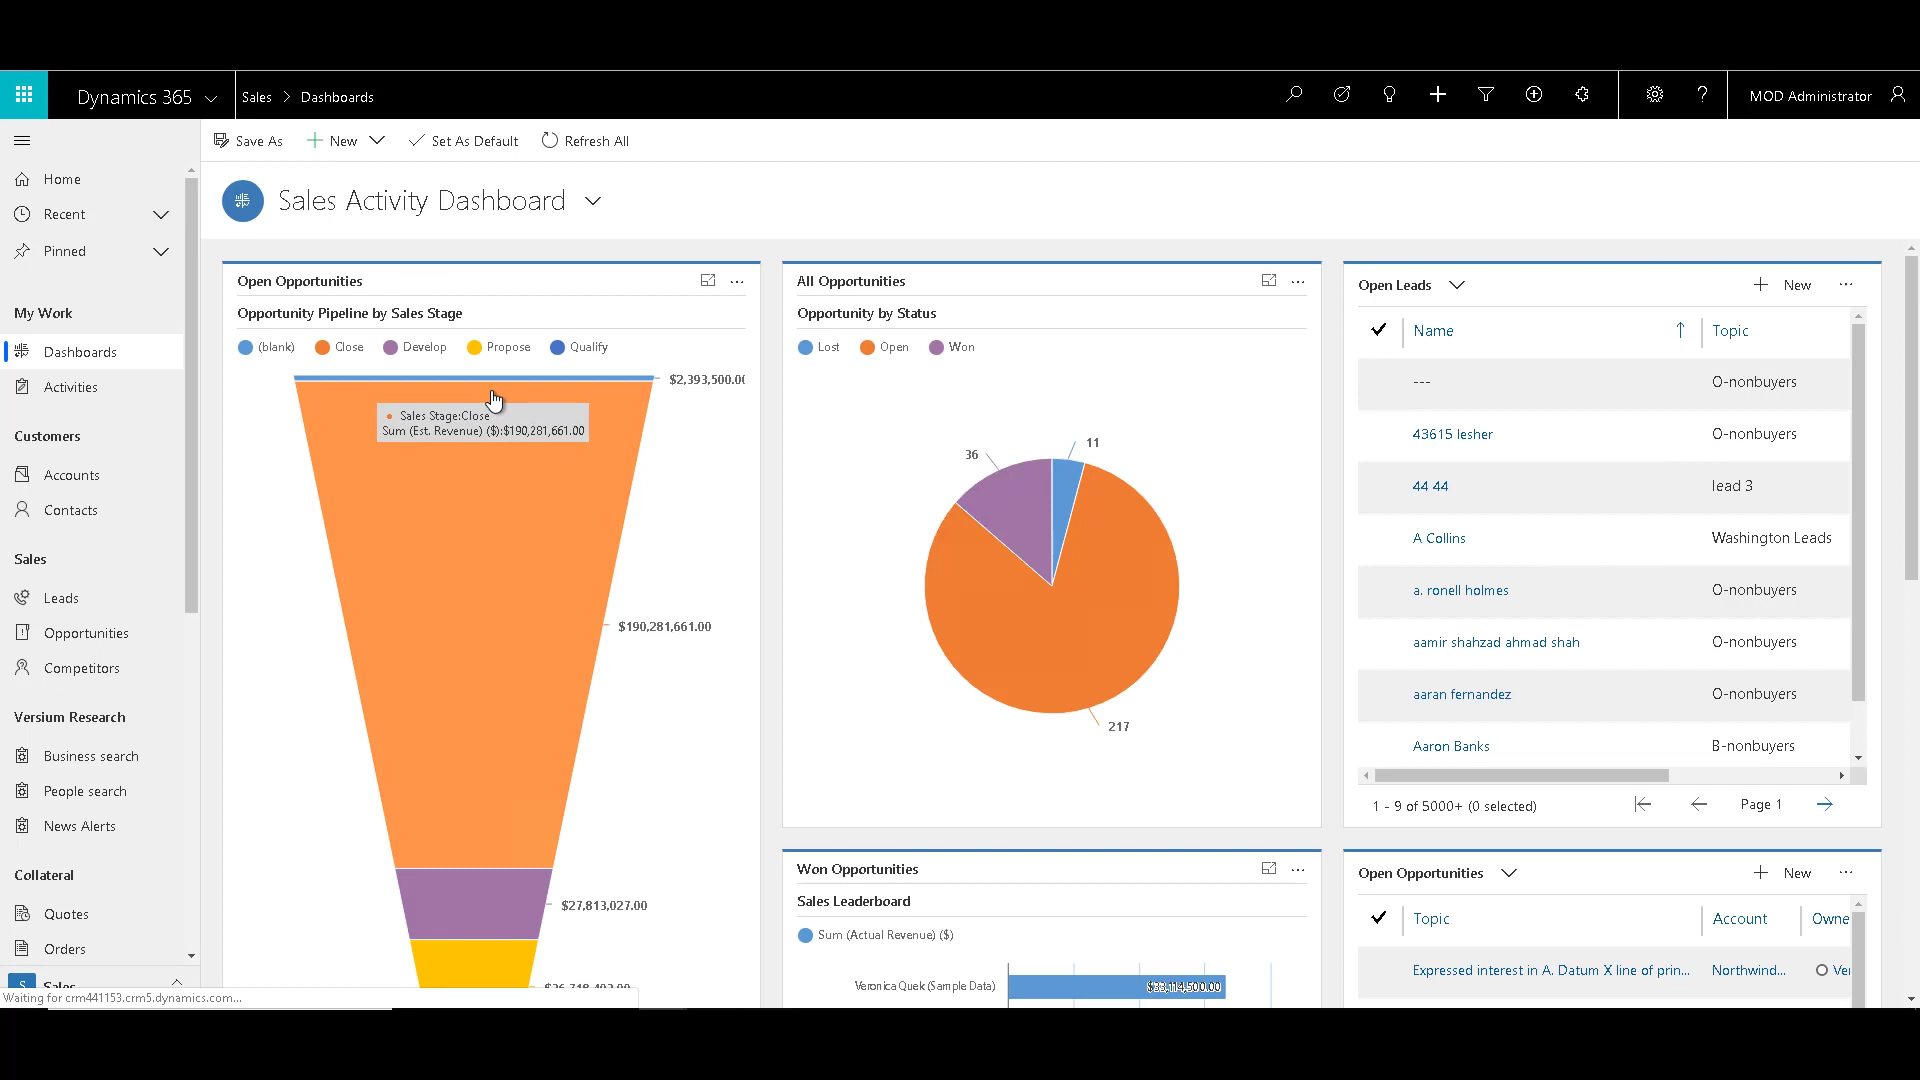 Dynamics 365
Sales > Dashboards
MOD Administrator
Save As
New
Set As Default
Refresh All
Home
Recent
Pinned
My Work
Dashboards
Activities
Customers
Accounts
Contacts
Sales
Leads
Opportunities
Competitors
Versium Research
Business search
People search
News Alerts
Collateral
Quotes
Orders
S Sales
Waiting for crm441153.crm5.dynamics.com...
Sales Activity Dashboard
Open Opportunities
...
Opportunity Pipeline by Sales Stage
(blank) Close Develop Propose Qualify
$2,393,500.00
Sales Stage:Close
Sum (Est. Revenue) ($):$190,281,661.00
$190,281,661.00
$27,813,027.00
All Opportunities
...
Opportunity by Status
Lost Open Won
11
36
217
Won Opportunities
...
Sales Leaderboard
Sum (Actual Revenue) ($)
Veronica Quek (Sample Data)
$33,114,500.00
Open Leads
New
...
Name Topic
--- O-nonbuyers
43615 lesher O-nonbuyers
44 44 lead 3
A Collins Washington Leads
a. ronell holmes O-nonbuyers
aamir shahzad ahmad shah O-nonbuyers
aaran fernandez O-nonbuyers
Aaron Banks B-nonbuyers
1 - 9 of 5000+ (0 selected)
Page 1
Open Opportunities
New
...
Topic Account Owne
Expressed interest in A. Datum X line of prin... Northwind... Ve